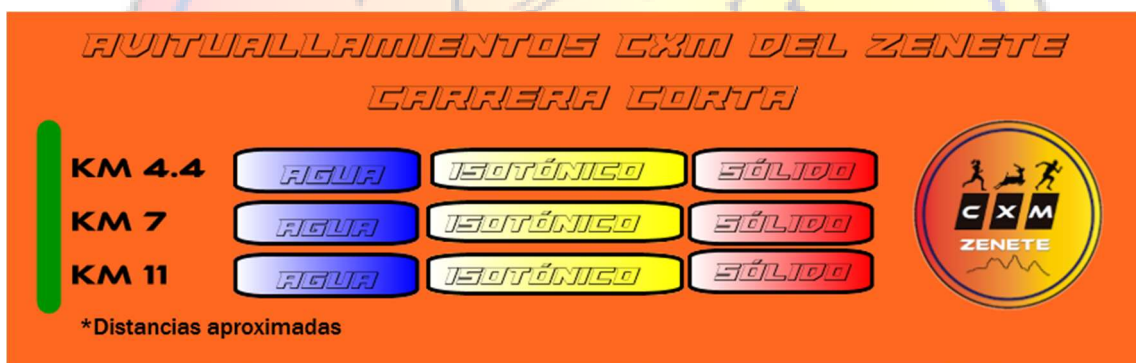 AVITUALLAMIENTOS CXM DEL ZENETE
CARRERA CORTA
KM 4.4 AGUA ISOTÓNICO SÓLIDO
KM 7 AGUA ISOTÓNICO SÓLIDO
KM 11 AGUA ISOTÓNICO SÓLIDO
*Distancias aproximadas
CXM
ZENETE